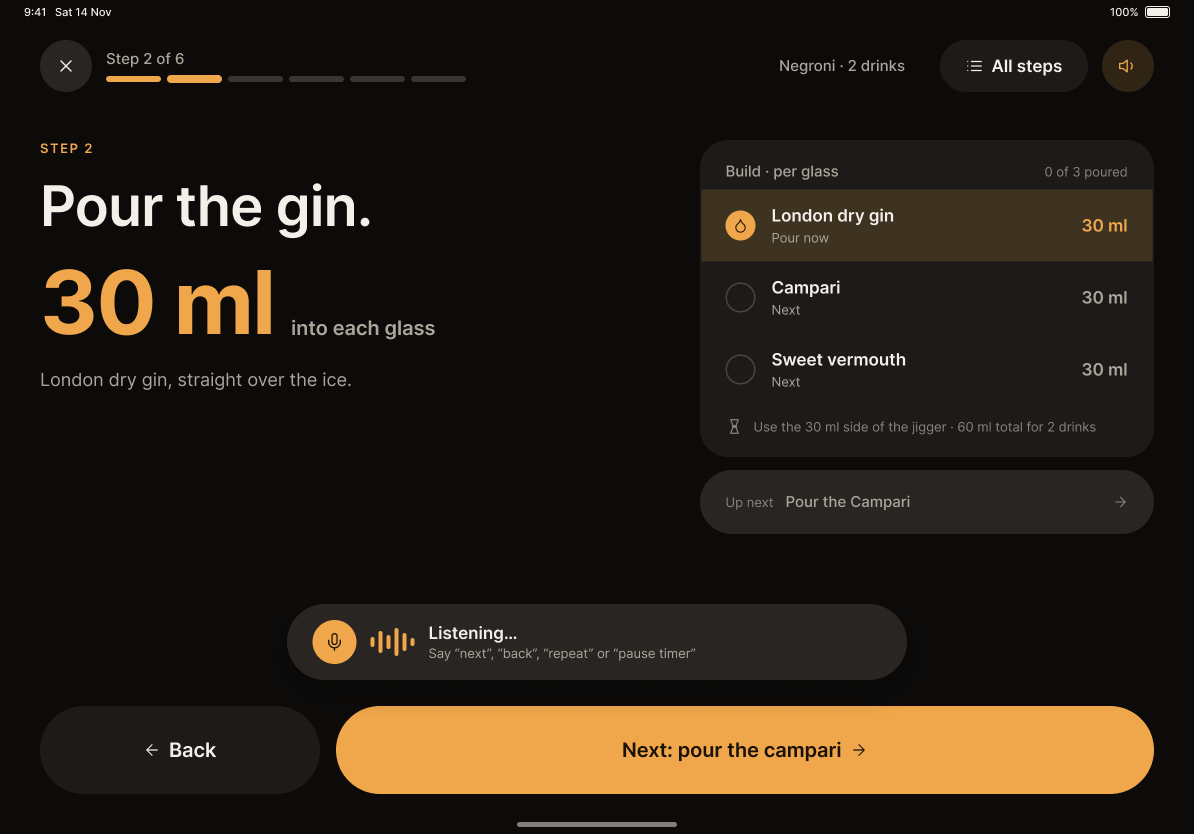 9:41 Sat 14 Nov
100%
Step 2 of 6
Negroni · 2 drinks
All steps
STEP 2
Pour the gin.
30 ml into each glass
London dry gin, straight over the ice.
Build · per glass
0 of 3 poured
London dry gin
Pour now
30 ml
Campari
Next
30 ml
Sweet vermouth
Next
30 ml
Use the 30 ml side of the jigger · 60 ml total for 2 drinks
Up next Pour the Campari
Listening…
Say “next”, “back”, “repeat” or “pause timer”
Back
Next: pour the campari